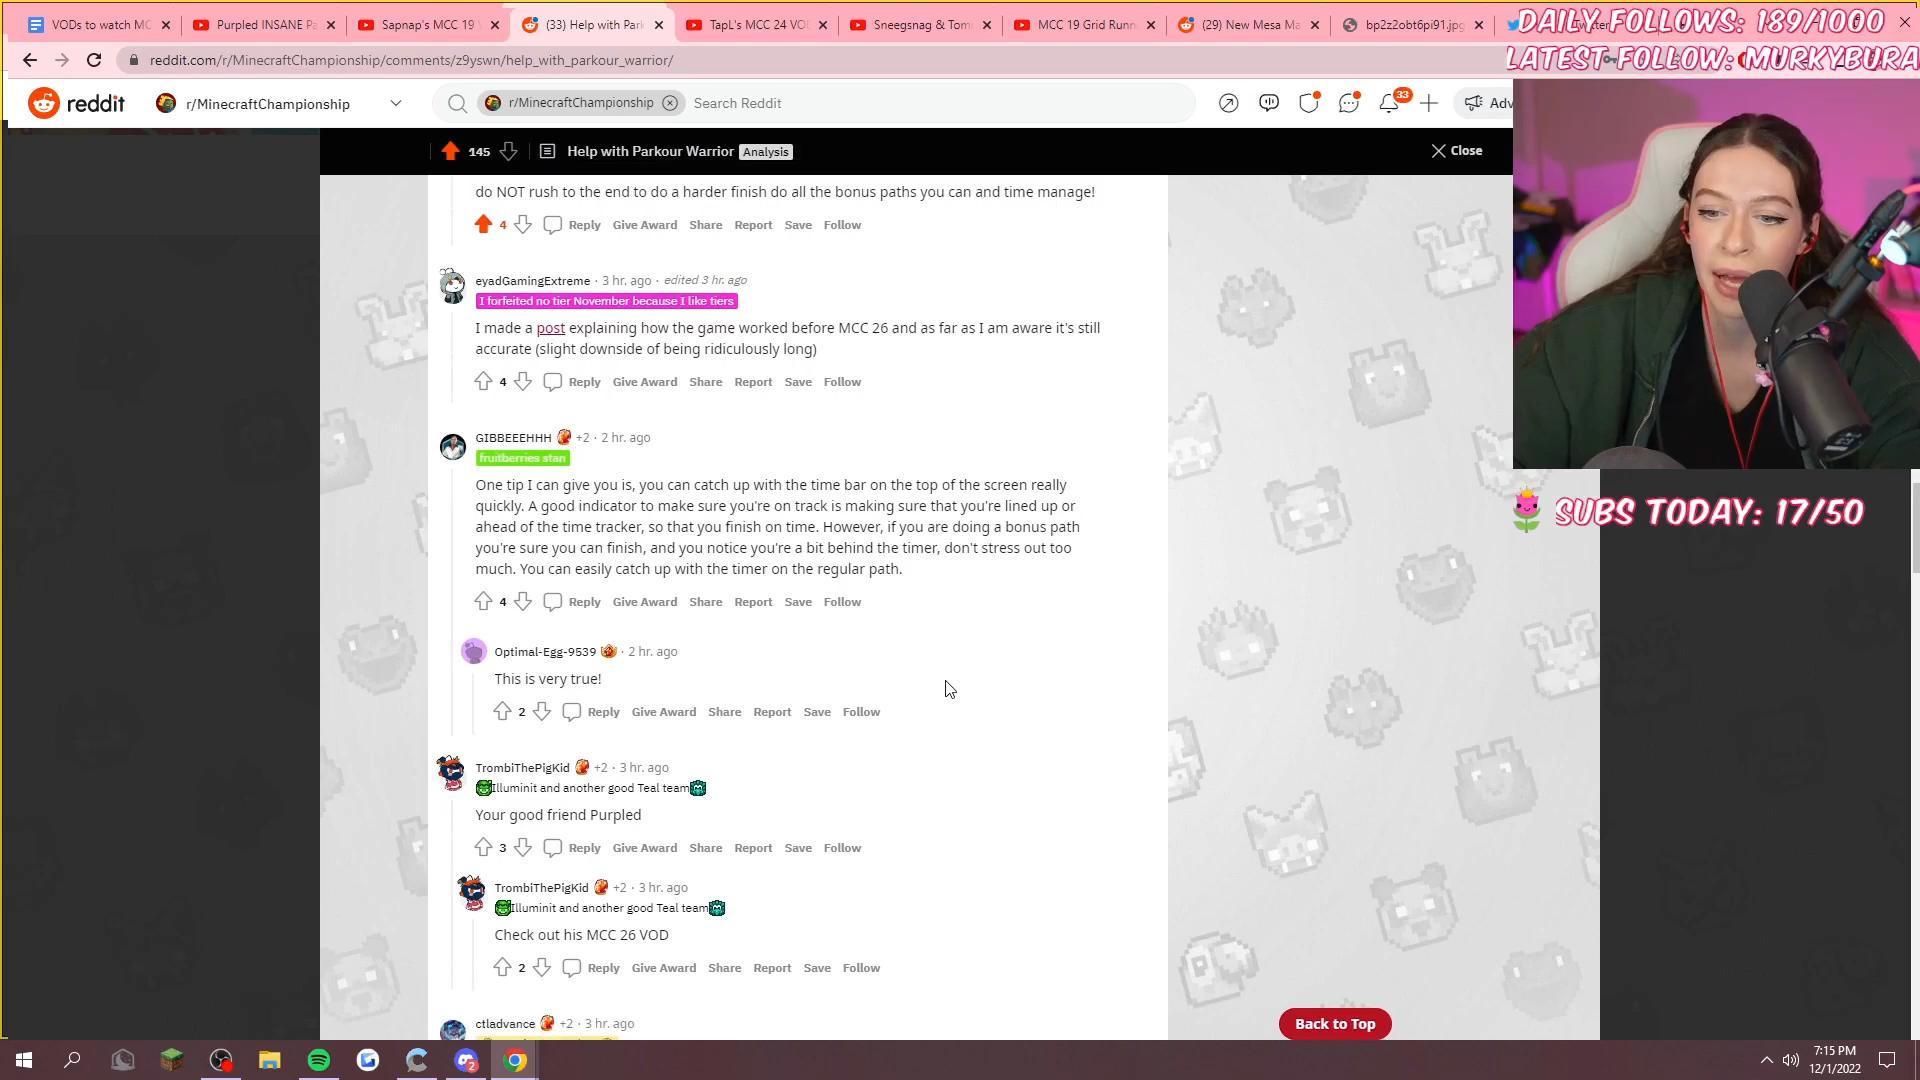 VODs to watch MC
Purpled INSANE Pa
Sapnap's MCC 19
(33) Help with Park
TapL's MCC 24 VO
Sneegsnag & Tom
MCC 19 Grid Runn
(29) New Mesa Ma
bp2z2obt6pi91.jpg
DAILY FOLLOWS: 189/1000
reddit.com/r/MinecraftChampionship/comments/z9yswn/help_with_parkour_warrior/
LATEST FOLLOW: MURKYBURA
reddit
r/MinecraftChampionship
r/MinecraftChampionship
Search Reddit
33
Adv
145
Help with Parkour Warrior
Analysis
Close
do NOT rush to the end to do a harder finish do all the bonus paths you can and time manage!
4 Reply Give Award Share Report Save Follow
eyadGamingExtreme · 3 hr. ago · edited 3 hr. ago
I forfeited no tier November because I like tiers
I made a post explaining how the game worked before MCC 26 and as far as I am aware it's still
accurate (slight downside of being ridiculously long)
4 Reply Give Award Share Report Save Follow
GIBBEEEHHH +2 · 2 hr. ago
fruitberries stan
One tip I can give you is, you can catch up with the time bar on the top of the screen really
quickly. A good indicator to make sure you're on track is making sure that you're lined up or
ahead of the time tracker, so that you finish on time. However, if you are doing a bonus path
you're sure you can finish, and you notice you're a bit behind the timer, don't stress out too
much. You can easily catch up with the timer on the regular path.
4 Reply Give Award Share Report Save Follow
SUBS TODAY: 17/50
Optimal-Egg-9539 · 2 hr. ago
This is very true!
2 Reply Give Award Share Report Save Follow
TrombiThePigKid +2 · 3 hr. ago
Illuminit and another good Teal team
Your good friend Purpled
3 Reply Give Award Share Report Save Follow
TrombiThePigKid +2 · 3 hr. ago
Illuminit and another good Teal team
Check out his MCC 26 VOD
2 Reply Give Award Share Report Save Follow
ctladvance +2 · 3 hr. ago
Back to Top
2
7:15 PM
12/1/2022